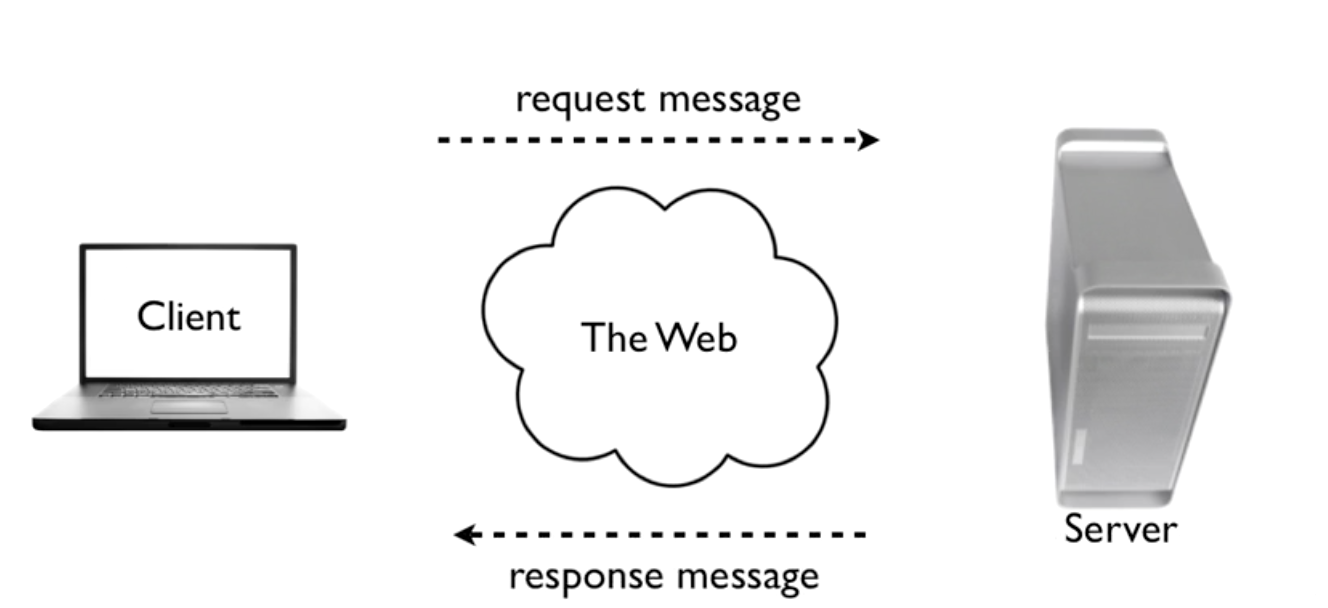 request message
Client
The Web
Server
response message